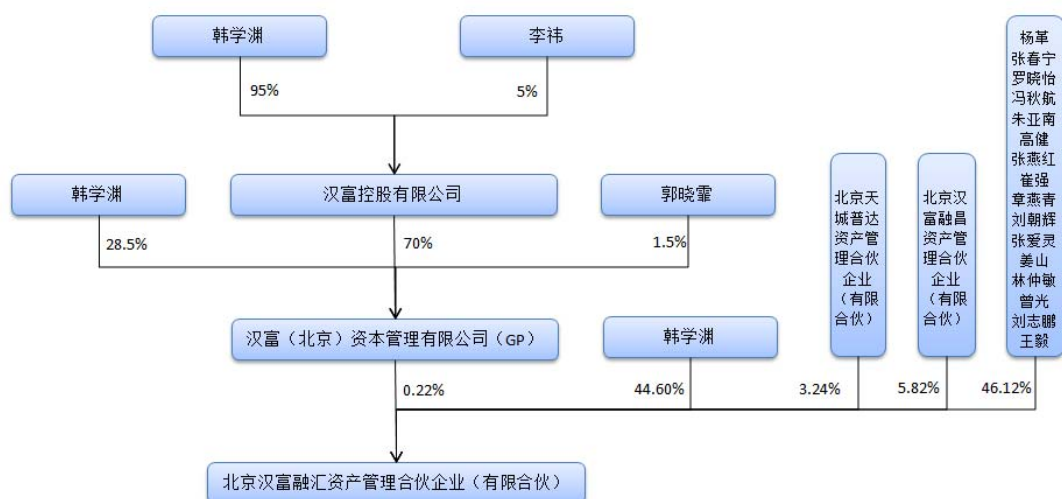 韩学渊
李祎
95%
5%
韩学渊
汉富控股有限公司
郭晓霏
28.5%
70%
1.5%
汉富（北京）资本管理有限公司（GP）
韩学渊
北京天
城普达
资产管
理合伙
企业
（有限
合伙）
北京汉
富融昌
资产管
理合伙
企业
（有限
合伙）
杨革
张春宁
罗晓怡
冯秋航
朱亚南
高健
张燕红
崔强
章燕青
刘朝辉
张爱灵
姜山
林仲敏
曾光
刘志鹏
王毅
0.22%
44.60%
3.24%
5.82%
46.12%
北京汉富融汇资产管理合伙企业（有限合伙）